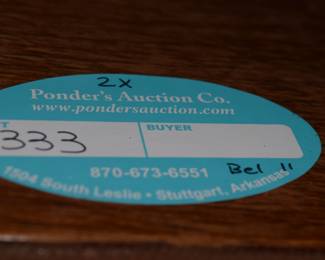 2x
Ponder's Auction Co.
www.pondersauction.com
T BUYER
333
870-673-6551 Bel 11
1504 South Leslie • Stuttgart, Arkansas